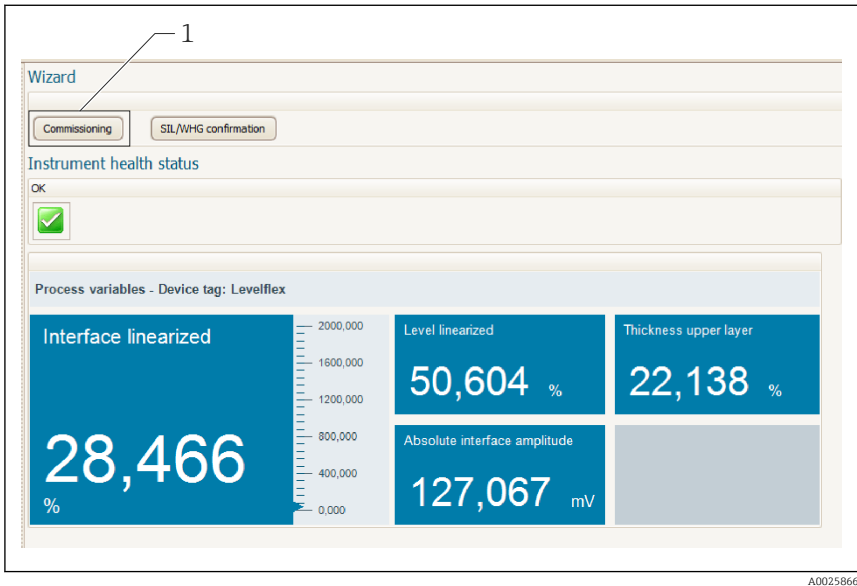 1
Wizard
Commissioning
SIL/WHG confirmation
Instrument health status
OK
Process variables - Device tag: Levelflex
Interface linearized
28,466
%
2000,000
1600,000
1200,000
800,000
400,000
0,000
Level linearized
50,604 %
Thickness upper layer
22,138 %
Absolute interface amplitude
127,067 mV
A0025866